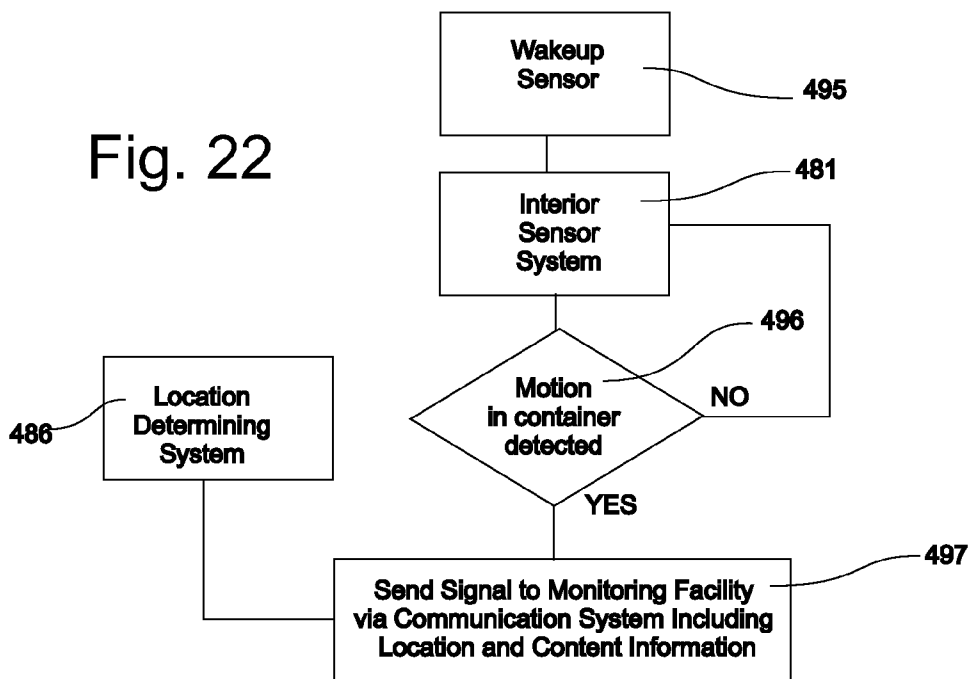 Wakeup
Sensor
495
Fig. 22
481
Interior
Sensor
System
496
Motion
in container
detected
NO
Location
Determining
System
486
YES
497
Send Signal to Monitoring Facility
via Communication System Including
Location and Content Information